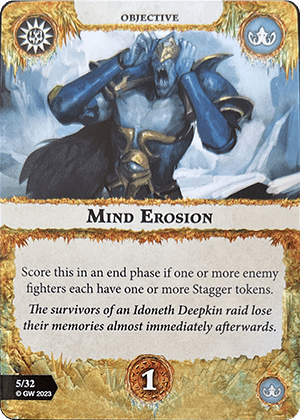 OBJECTIVE
MIND EROSION
Score this in an end phase if one or more enemy
fighters each have one or more Stagger tokens.
The survivors of an Idoneth Deepkin raid lose
their memories almost immediately afterwards.
5/32
© GW 2023
1